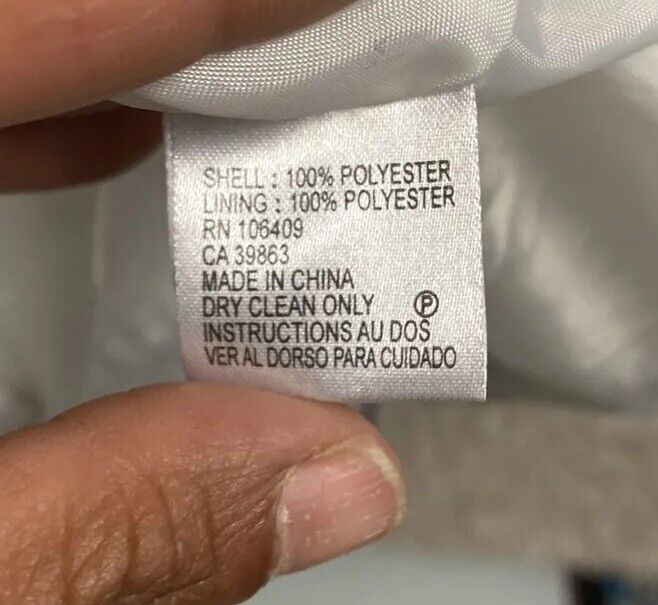 SHELL : 100% POLYESTER
LINING : 100% POLYESTER
RN 106409
CA 39863
MADE IN CHINA
DRY CLEAN ONLY Ⓟ
INSTRUCTIONS AU DOS
VER AL DORSO PARA CUIDADO